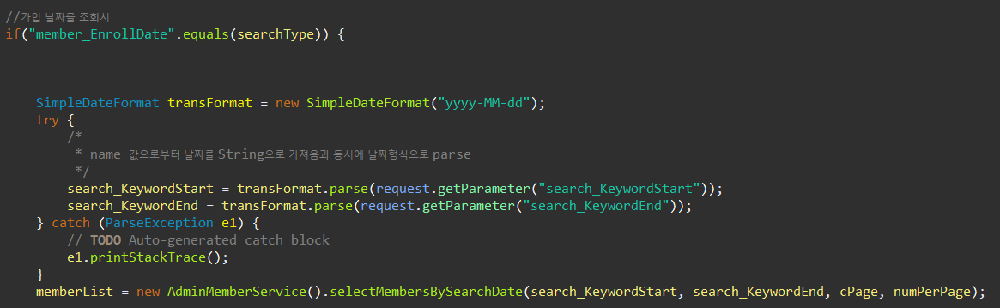 //가입 날짜를 조회시
if("member_EnrollDate".equals(searchType)) {
SimpleDateFormat transFormat = new SimpleDateFormat("yyyy-MM-dd");
try {
/*
* name 값으로부터 날짜를 String으로 가져옴과 동시에 날짜형식으로 parse
*/
search_KeywordStart = transFormat.parse(request.getParameter("search_KeywordStart"));
search_KeywordEnd = transFormat.parse(request.getParameter("search_KeywordEnd"));
} catch (ParseException e1) {
// TODO Auto-generated catch block
e1.printStackTrace();
}
memberList = new AdminMemberService().selectMembersBySearchDate(search_KeywordStart, search_KeywordEnd, cPage, numPerPage);